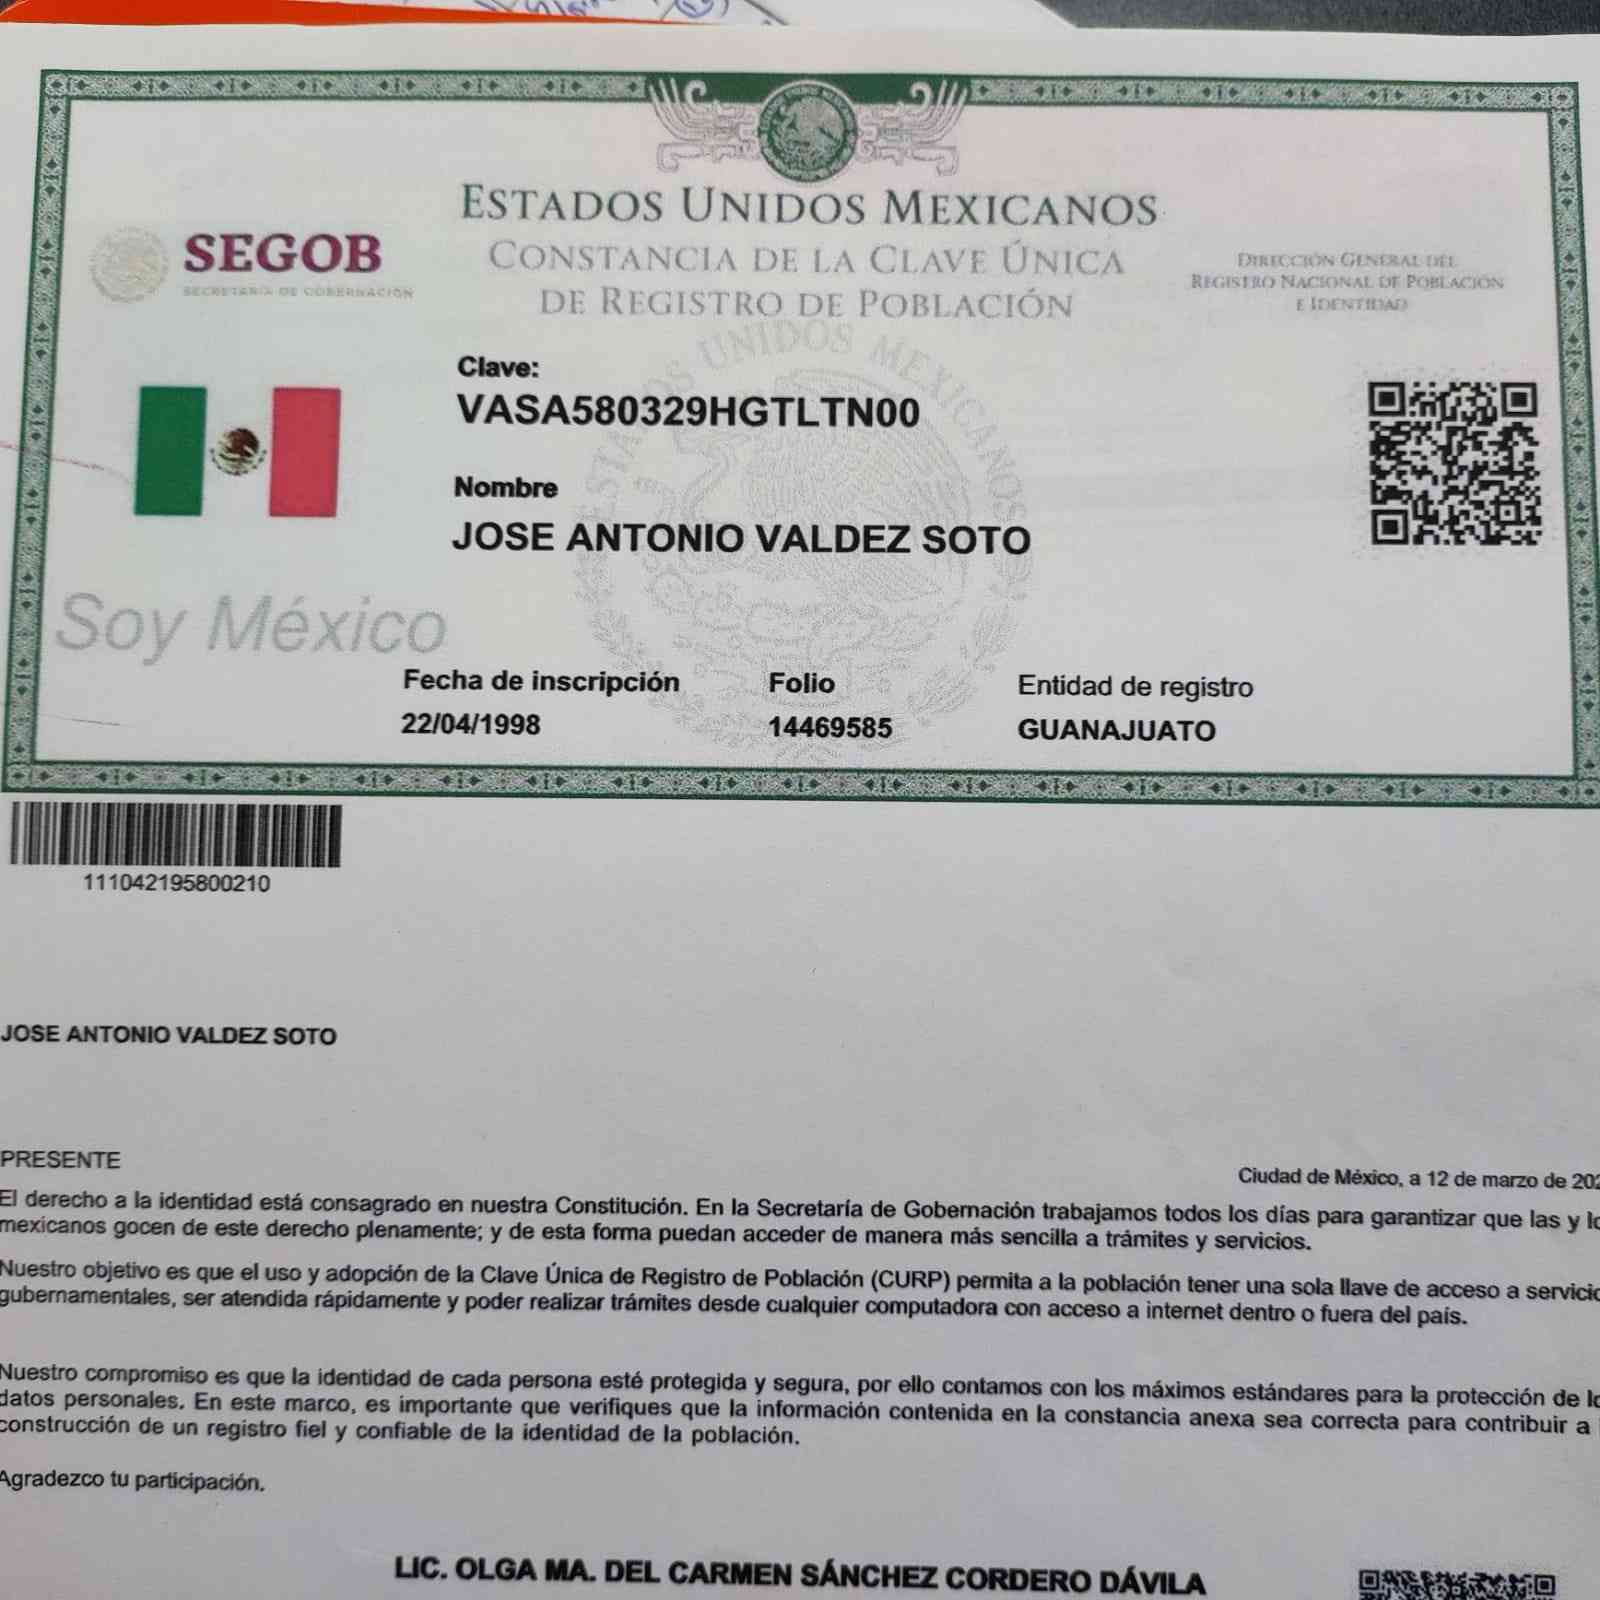 ESTADOS UNIDOS MEXICANOS
SEGOB
SECRETARÍA DE GOBERNACIÓN
CONSTANCIA DE LA CLAVE ÚNICA
DE REGISTRO DE POBLACIÓN
DIRECCIÓN GENERAL DEL
REGISTRO NACIONAL DE POBLACIÓN
E IDENTIDAD
ESTADOS UNIDOS MEXICANOS
Clave:
VASA580329HGTLTN00
Nombre
JOSE ANTONIO VALDEZ SOTO
Soy México
Fecha de inscripción
22/04/1998
Folio
14469585
Entidad de registro
GUANAJUATO
111042195800210
JOSE ANTONIO VALDEZ SOTO
PRESENTE
Ciudad de México, a 12 de marzo de 202
El derecho a la identidad está consagrado en nuestra Constitución. En la Secretaría de Gobernación trabajamos todos los días para garantizar que las y lo
mexicanos gocen de este derecho plenamente; y de esta forma puedan acceder de manera más sencilla a trámites y servicios.
Nuestro objetivo es que el uso y adopción de la Clave Única de Registro de Población (CURP) permita a la población tener una sola llave de acceso a servicio
gubernamentales, ser atendida rápidamente y poder realizar trámites desde cualquier computadora con acceso a internet dentro o fuera del país.
Nuestro compromiso es que la identidad de cada persona esté protegida y segura, por ello contamos con los máximos estándares para la protección de lo
datos personales. En este marco, es importante que verifiques que la información contenida en la constancia anexa sea correcta para contribuir a
construcción de un registro fiel y confiable de la identidad de la población.
Agradezco tu participación.
LIC. OLGA MA. DEL CARMEN SÁNCHEZ CORDERO DÁVILA